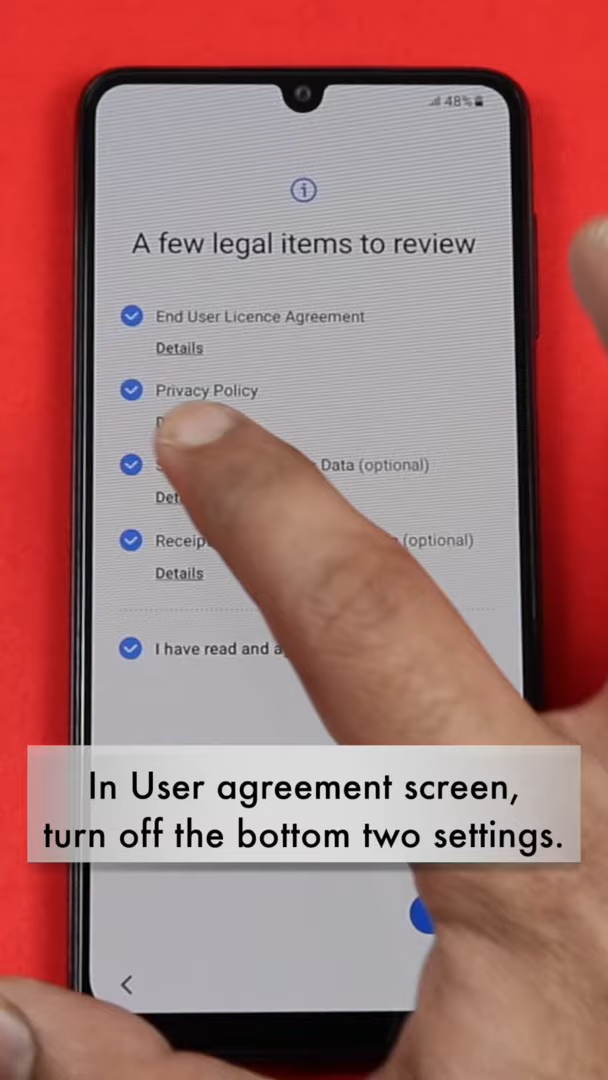 48%
A few legal items to review
End User Licence Agreement
Details
Privacy Policy
Data (optional)
Receip
(optional)
Details
I have read and
In User agreement screen,
turn off the bottom two settings.